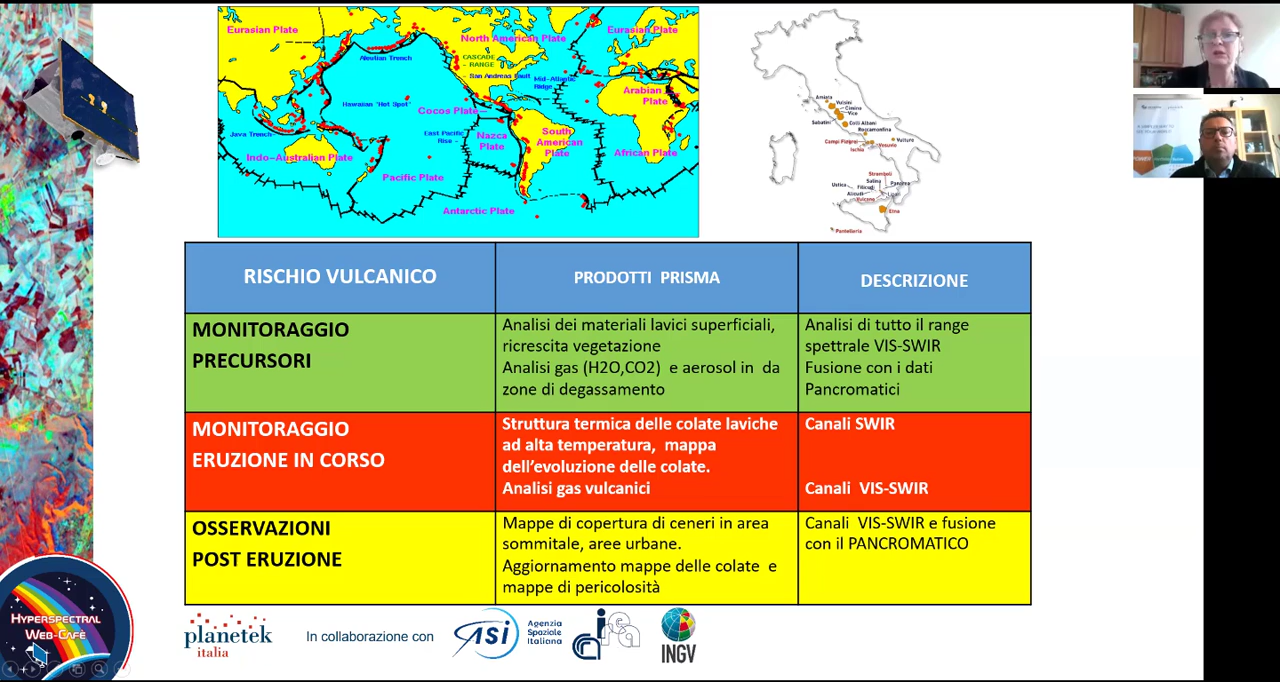 Eurasian Plate
North American Plate
Eurasian Plate
Aleutian Trench
CASCADE
RANGE
San Andreas Fault
Mid-Atlantic
Ridge
Arabian
Plate
Hawaiian "Hot Spot"
Cocos Plate
Java Trench
East Pacific
Rise
Nazca
Plate
South
American
Plate
Indo-Australian Plate
African Plate
Pacific Plate
Antarctic Plate
Amiata
Vulsini
Cimino
Vico
Sabatini
Colli Albani
Roccamonfina
Campi Flegrei
Vesuvio
Vulture
Ischia
Stromboli
Salina
Panarea
Ustica
Filicudi
Alicudi
Vulcano
Etna
Pantelleria
RISCHIO VULCANICO
PRODOTTI PRISMA
DESCRIZIONE
MONITORAGGIO
PRECURSORI
Analisi dei materiali lavici superficiali,
ricrescita vegetazione
Analisi gas (H2O,CO2) e aerosol in da
zone di degassamento
Analisi di tutto il range
spettrale VIS-SWIR
Fusione con i dati
Pancromatici
MONITORAGGIO
ERUZIONE IN CORSO
Struttura termica delle colate laviche
ad alta temperatura, mappa
dell'evoluzione delle colate.
Analisi gas vulcanici
Canali SWIR
Canali VIS-SWIR
OSSERVAZIONI
POST ERUZIONE
Mappe di copertura di ceneri in area
sommitale, aree urbane.
Aggiornamento mappe delle colate e
mappe di pericolosità
Canali VIS-SWIR e fusione
con il PANCROMATICO
HYPERSPECTRAL
WEB-CAFÈ
planetek
italia
In collaborazione con
ASI
Agenzia
Spaziale
Italiana
INGV